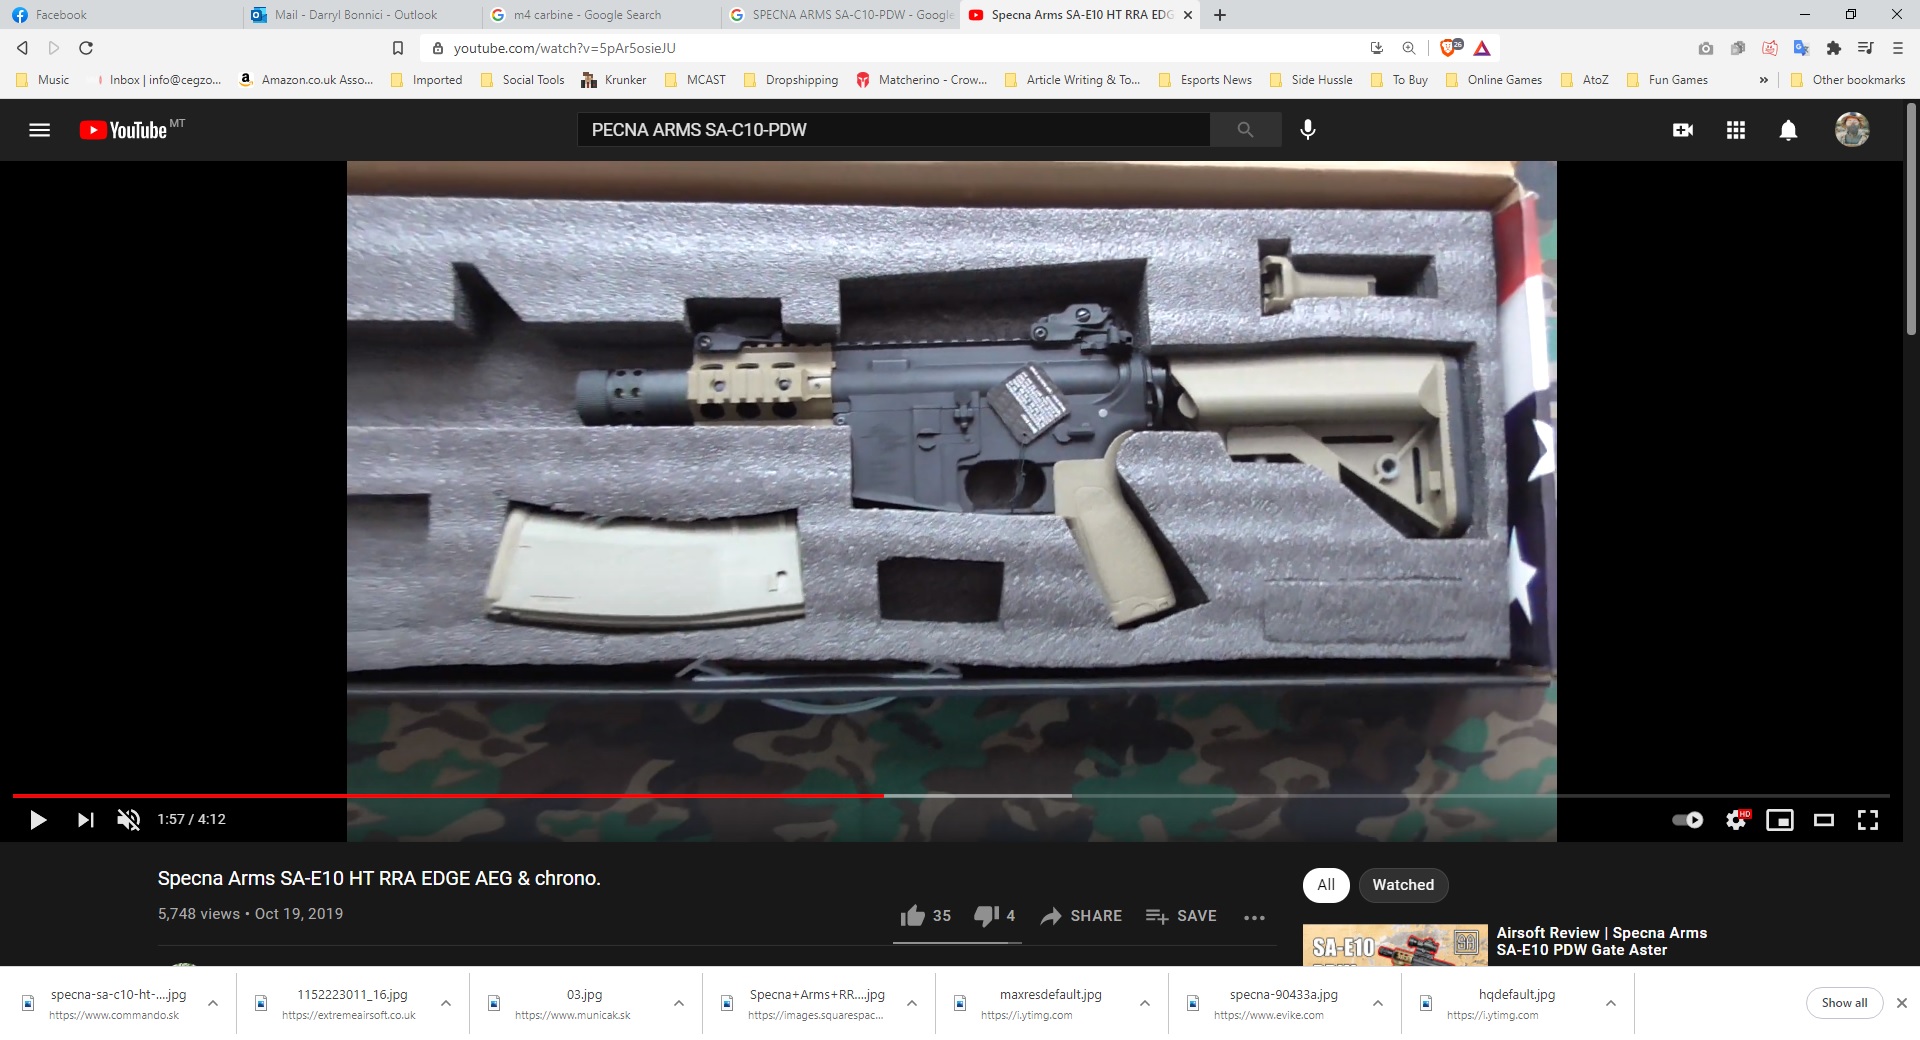 Facebook
Mail - Darryl Bonnici - Outlook
m4 carbine - Google Search
SPECNA ARMS SA-C10-PDW - Google
Specna Arms SA-E10 HT RRA EDG
youtube.com/watch?v=5pAr5osieJU
26
Music
Inbox | info@cegzo...
Amazon.co.uk Asso...
Imported
Social Tools
Krunker
MCAST
Dropshipping
Matcherino - Crow...
Article Writing & To...
Esports News
Side Hussle
To Buy
Online Games
AtoZ
Fun Games
Other bookmarks
YouTube MT
PECNA ARMS SA-C10-PDW
1:57 / 4:12
HD
Specna Arms SA-E10 HT RRA EDGE AEG & chrono.
5,748 views • Oct 19, 2019
35
4
SHARE
SAVE
All
Watched
SA-E10
Airsoft Review | Specna Arms
SA-E10 PDW Gate Aster
specna-sa-c10-ht-....jpg
https://www.commando.sk
1152223011_16.jpg
https://extremeairsoft.co.uk
03.jpg
https://www.municak.sk
Specna+Arms+RR....jpg
https://images.squarespac...
maxresdefault.jpg
https://i.ytimg.com
specna-90433a.jpg
https://www.evike.com
hqdefault.jpg
https://i.ytimg.com
Show all